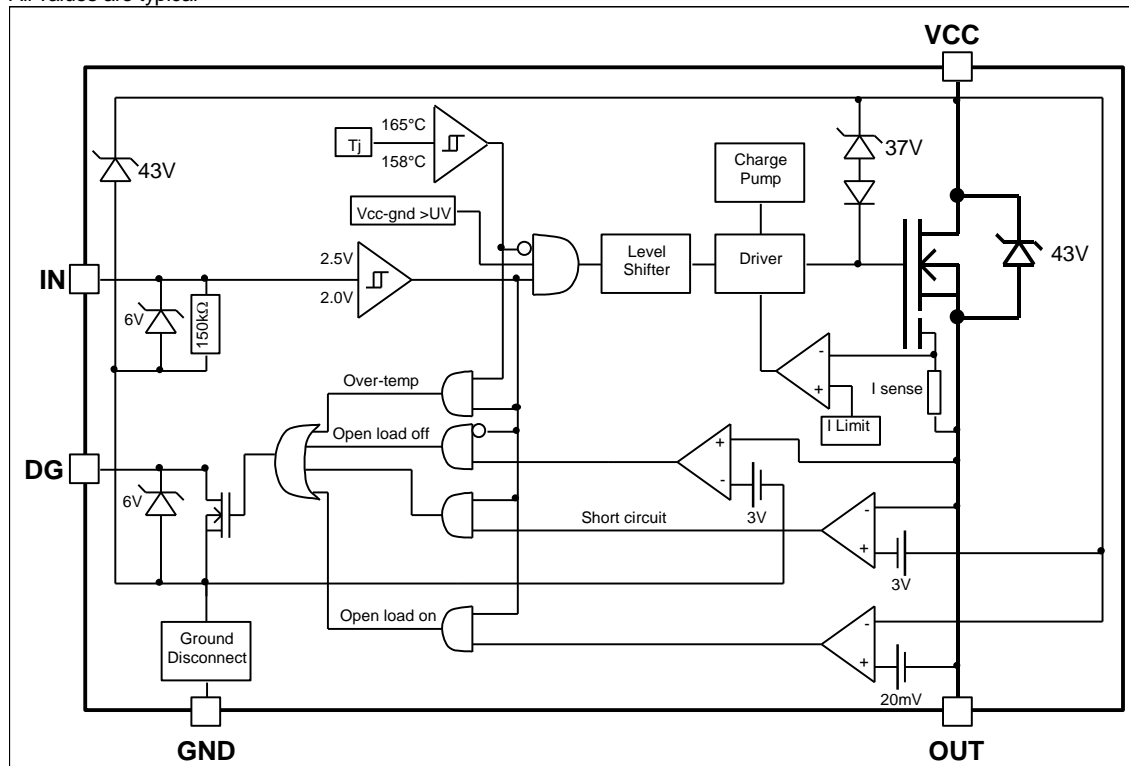 All values are typical
VCC
165°C
Tj
158°C
43V
37V
Charge
Pump
Vcc-gnd >UV
Level
Shifter
Driver
43V
2.5V
IN
2.0V
6V
150kΩ
-
+
I sense
I Limit
Over-temp
Open load off
+
-
3V
DG
6V
Short circuit
-
+
3V
Open load on
-
+
20mV
Ground
Disconnect
GND
OUT